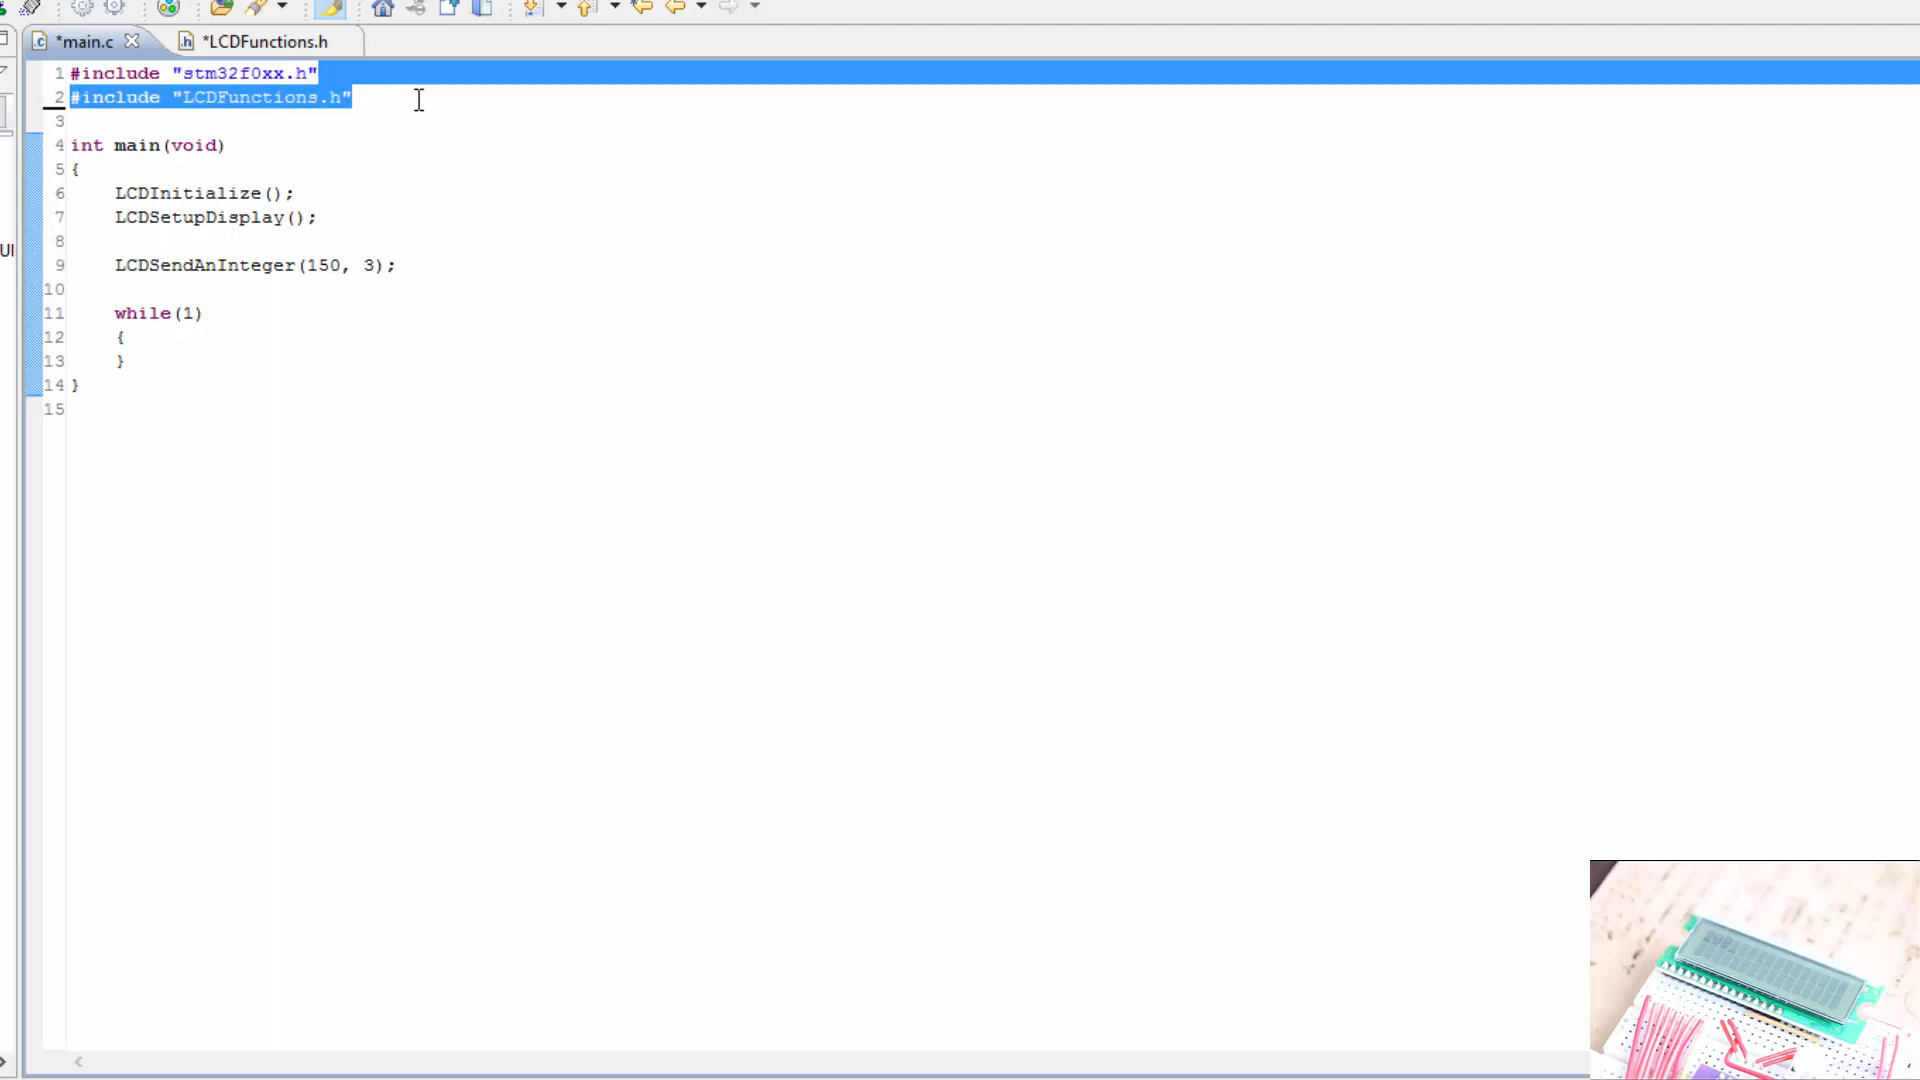 *main.c
*LCDFunctions.h
1 #include "stm32f0xx.h"
2 #include "LCDFunctions.h"
3
4 int main(void)
5 {
6 LCDInitialize();
7 LCDSetupDisplay();
8
9 LCDSendAnInteger(150, 3);
10
11 while(1)
12 {
13 }
14 }
15
UI